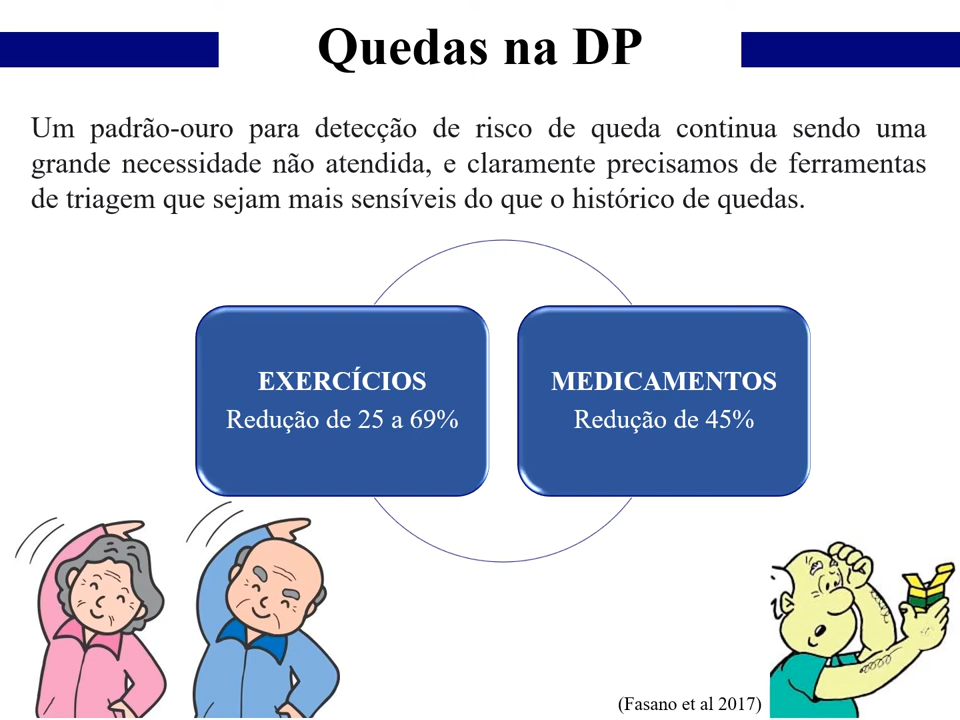 Quedas na DP
Um padrão-ouro para detecção de risco de queda continua sendo uma
grande necessidade não atendida, e claramente precisamos de ferramentas
de triagem que sejam mais sensíveis do que o histórico de quedas.
EXERCÍCIOS
Redução de 25 a 69%
MEDICAMENTOS
Redução de 45%
(Fasano et al 2017)